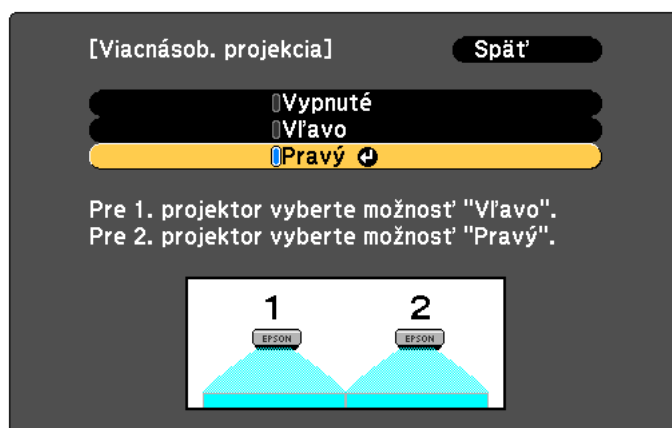 [Viacnásob. projekcia] Späť
Vypnuté
Vľavo
Pravý
Pre 1. projektor vyberte možnosť "Vľavo".
Pre 2. projektor vyberte možnosť "Pravý".
1 2
EPSON EPSON